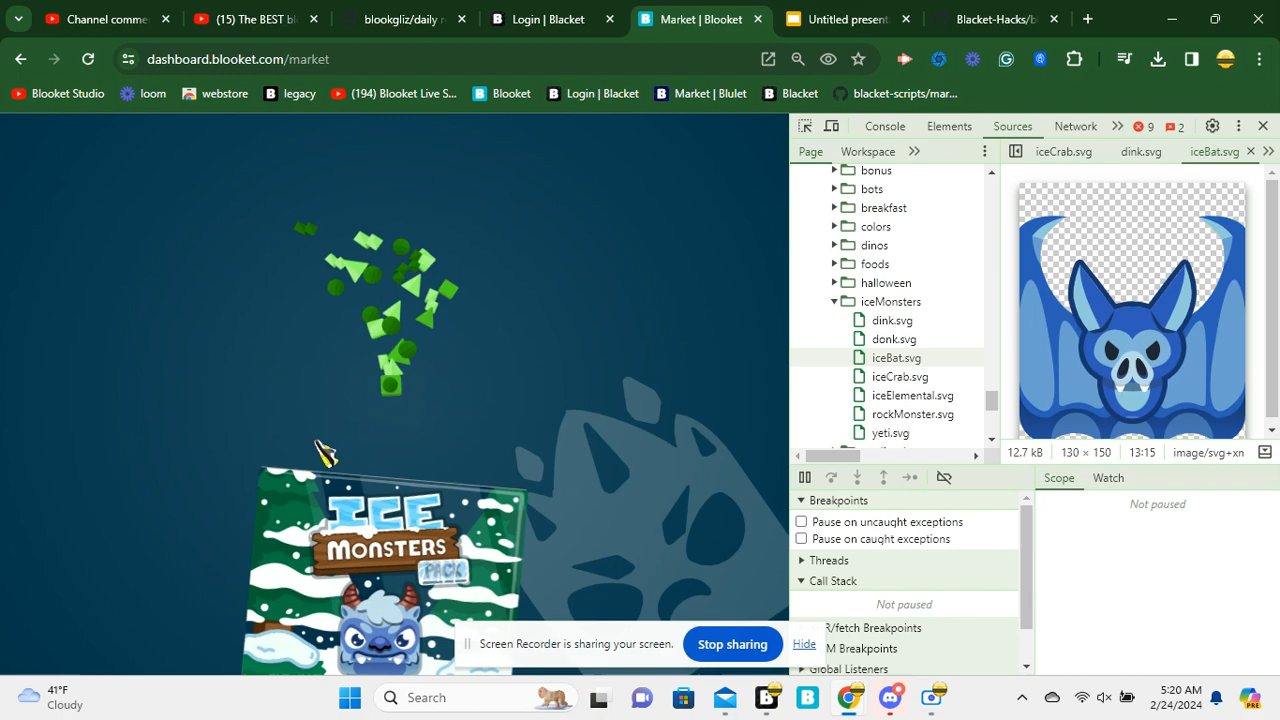 Channel comme
(15) The BEST bl
blookgliz/daily r
Login | Blacket
Market | Blooket
Untitled present
Blacket-Hacks/bi
dashboard.blooket.com/market
Blooket Studio
loom
webstore
legacy
(194) Blooket Live S...
Blooket
Login | Blacket
Market | Blulet
Blacket
blacket-scripts/mar...
Console
Elements
Sources
Network
9
2
Page
Workspace
iceCrab.svg
dink.svg
iceBat.svg
bonus
bots
breakfast
colors
dinos
foods
halloween
iceMonsters
dink.svg
donk.svg
iceBat.svg
iceCrab.svg
iceElemental.svg
rockMonster.svg
yeti.svg
12.7 kB
130 × 150
13:15
image/svg+xn
Scope
Watch
Not paused
Breakpoints
Pause on uncaught exceptions
Pause on caught exceptions
Threads
Call Stack
Not paused
R/fetch Breakpoints
M Breakpoints
Global Listeners
ICE
MONSTERS
PACK
Screen Recorder is sharing your screen.
Stop sharing
Hide
41°F
Cloudy
Search
5:20 AM
2/24/2024
PRE